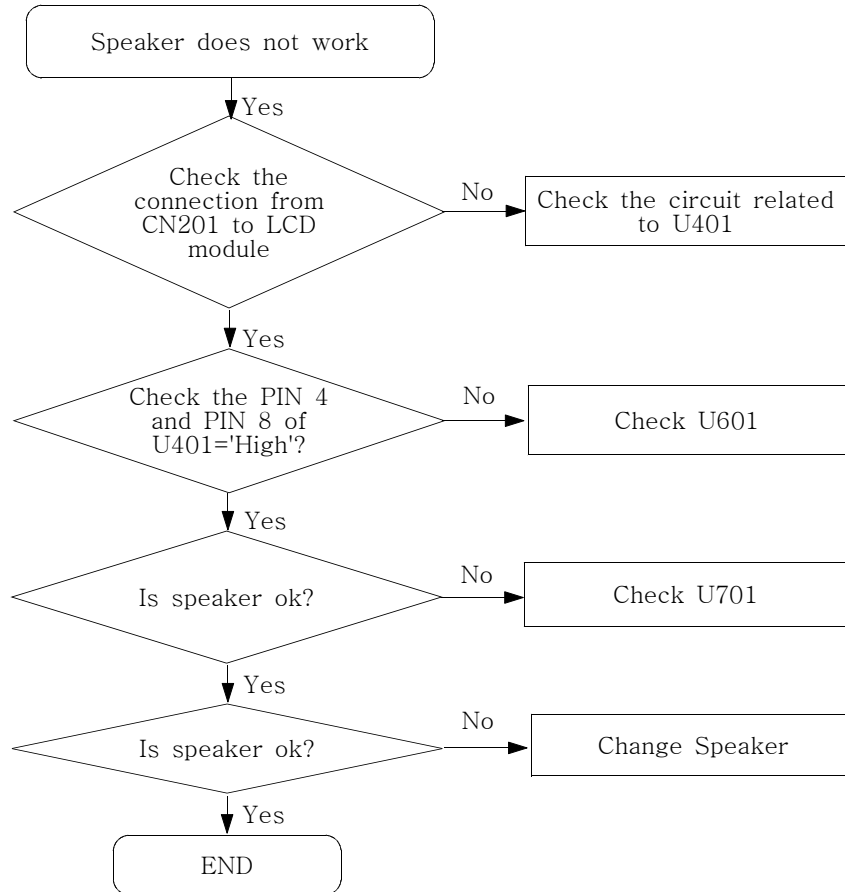 Speaker does not work
Yes
Check the
connection from
CN201 to LCD
module
No
Check the circuit related
to U401
Yes
Check the PIN 4
and PIN 8 of
U401='High'?
No
Check U601
Yes
Is speaker ok?
No
Check U701
Yes
Is speaker ok?
No
Change Speaker
Yes
END